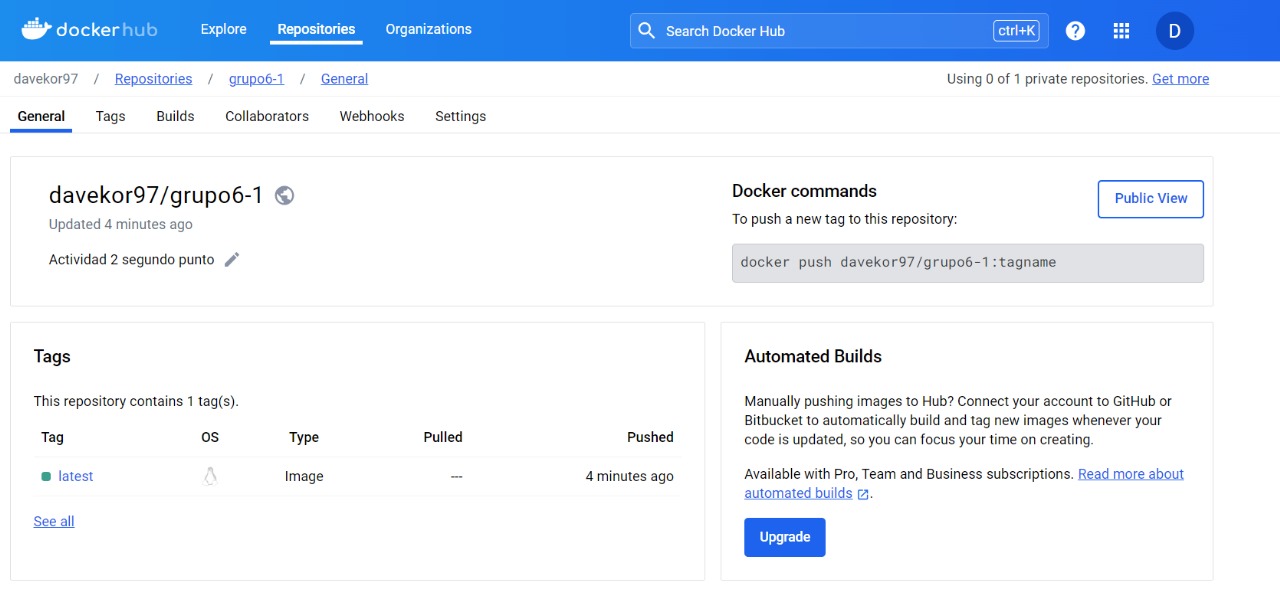 dockerhub
Explore Repositories Organizations
Search Docker Hub ctrl+K
? D
davekor97 / Repositories / grupo6-1 / General
Using 0 of 1 private repositories. Get more
General Tags Builds Collaborators Webhooks Settings
davekor97/grupo6-1
Updated 4 minutes ago
Actividad 2 segundo punto
Docker commands
Public View
To push a new tag to this repository:
docker push davekor97/grupo6-1:tagname
Tags
This repository contains 1 tag(s).
Tag OS Type Pulled Pushed
latest Image --- 4 minutes ago
See all
Automated Builds
Manually pushing images to Hub? Connect your account to GitHub or
Bitbucket to automatically build and tag new images whenever your
code is updated, so you can focus your time on creating.
Available with Pro, Team and Business subscriptions. Read more about
automated builds.
Upgrade